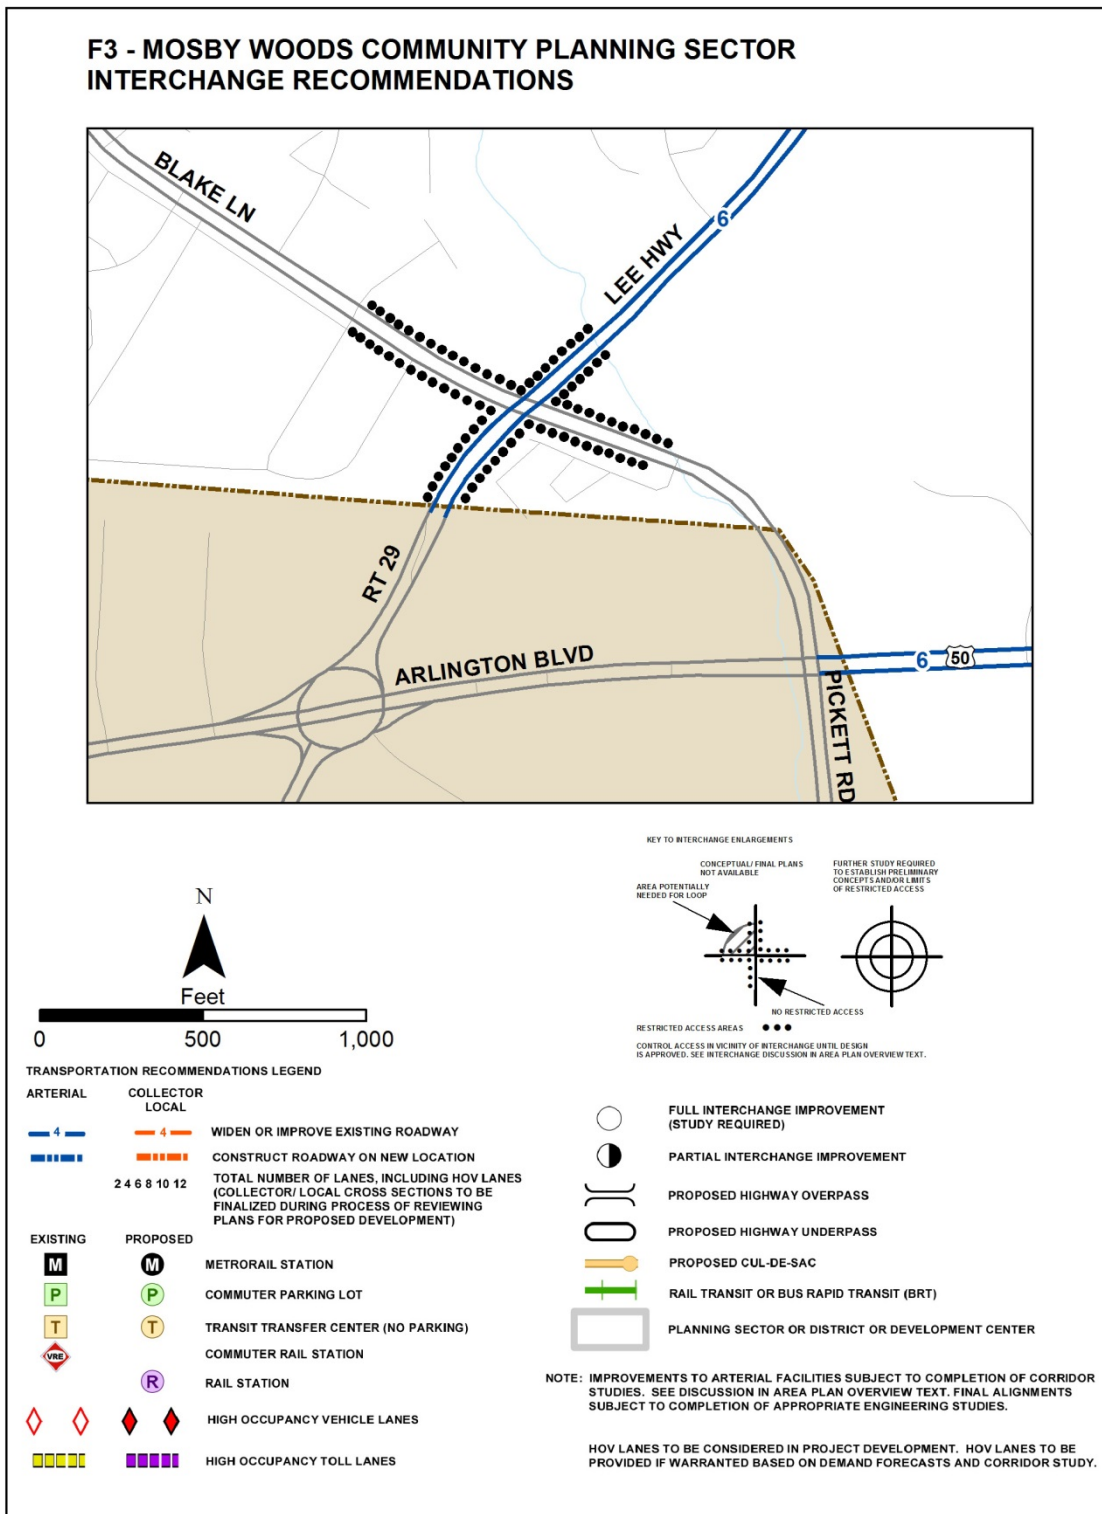 F3 - MOSBY WOODS COMMUNITY PLANNING SECTOR
INTERCHANGE RECOMMENDATIONS
BLAKE LN
6
LEE HWY
RT 29
ARLINGTON BLVD
6
50
PICKETT RD
N
Feet
0 500 1,000
KEY TO INTERCHANGE ENLARGEMENTS
CONCEPTUAL/ FINAL PLANS
NOT AVAILABLE
AREA POTENTIALLY
NEEDED FOR LOOP
FURTHER STUDY REQUIRED
TO ESTABLISH PRELIMINARY
CONCEPTS AND/OR LIMITS
OF RESTRICTED ACCESS
NO RESTRICTED ACCESS
RESTRICTED ACCESS AREAS
CONTROL ACCESS IN VICINITY OF INTERCHANGE UNTIL DESIGN
IS APPROVED. SEE INTERCHANGE DISCUSSION IN AREA PLAN OVERVIEW TEXT.
TRANSPORTATION RECOMMENDATIONS LEGEND
ARTERIAL
COLLECTOR
LOCAL
4 4 WIDEN OR IMPROVE EXISTING ROADWAY
CONSTRUCT ROADWAY ON NEW LOCATION
2 4 6 8 10 12
TOTAL NUMBER OF LANES, INCLUDING HOV LANES
(COLLECTOR/ LOCAL CROSS SECTIONS TO BE
FINALIZED DURING PROCESS OF REVIEWING
PLANS FOR PROPOSED DEVELOPMENT)
EXISTING PROPOSED
M M METRORAIL STATION
P P COMMUTER PARKING LOT
T T TRANSIT TRANSFER CENTER (NO PARKING)
VRE COMMUTER RAIL STATION
R RAIL STATION
HIGH OCCUPANCY VEHICLE LANES
HIGH OCCUPANCY TOLL LANES
FULL INTERCHANGE IMPROVEMENT
(STUDY REQUIRED)
PARTIAL INTERCHANGE IMPROVEMENT
PROPOSED HIGHWAY OVERPASS
PROPOSED HIGHWAY UNDERPASS
PROPOSED CUL-DE-SAC
RAIL TRANSIT OR BUS RAPID TRANSIT (BRT)
PLANNING SECTOR OR DISTRICT OR DEVELOPMENT CENTER
NOTE: IMPROVEMENTS TO ARTERIAL FACILITIES SUBJECT TO COMPLETION OF CORRIDOR
STUDIES. SEE DISCUSSION IN AREA PLAN OVERVIEW TEXT. FINAL ALIGNMENTS
SUBJECT TO COMPLETION OF APPROPRIATE ENGINEERING STUDIES.
HOV LANES TO BE CONSIDERED IN PROJECT DEVELOPMENT. HOV LANES TO BE
PROVIDED IF WARRANTED BASED ON DEMAND FORECASTS AND CORRIDOR STUDY.